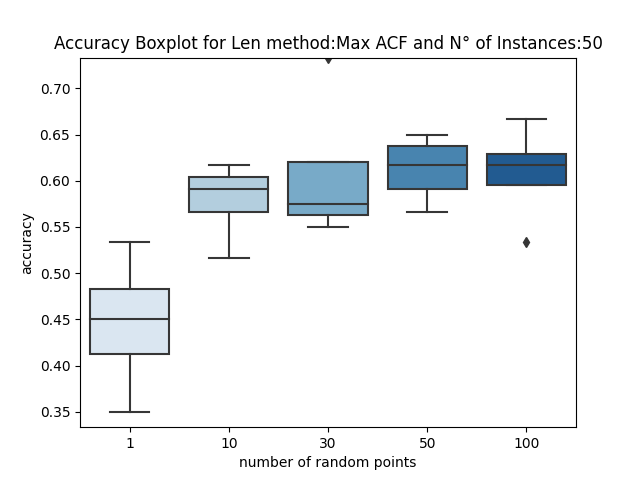 Accuracy Boxplot for Len method:Max ACF and N° of Instances:50
0.70
0.65
0.60
0.55
0.50
0.45
0.40
0.35
accuracy
1 10 30 50 100
number of random points